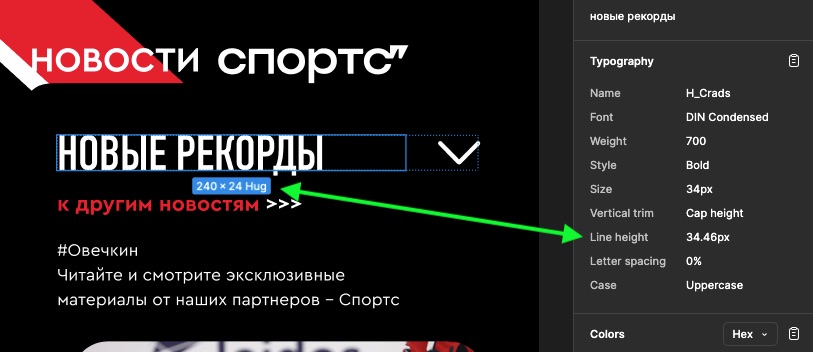 новые рекорды
НОВОСТИ спортс"
Typography
Name H_Crads
НОВЫЕ РЕКОРДЫ
Font DIN Condensed
Weight 700
Style Bold
240 × 24 Hug
Size 34px
к другим новостям >>>
Vertical trim Cap height
Line height 34.46px
#Овечкин
Letter spacing 0%
Читайте и смотрите эксклюзивные
Case Uppercase
материалы от наших партнеров – Спортс
Colors Hex